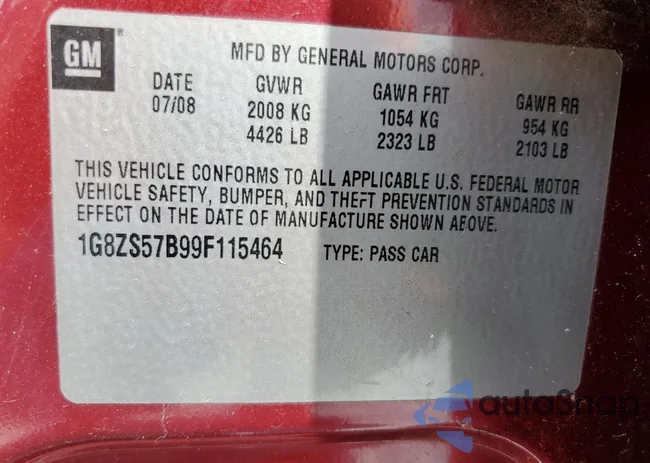 GM
MFD BY GENERAL MOTORS CORP.
DATE GVWR GAWR FRT GAWR RR
07/08 2008 KG 1054 KG 954 KG
4426 LB 2323 LB 2103 LB
THIS VEHICLE CONFORMS TO ALL APPLICABLE U.S. FEDERAL MOTOR
VEHICLE SAFETY, BUMPER, AND THEFT PREVENTION STANDARDS IN
EFFECT ON THE DATE OF MANUFACTURE SHOWN ABOVE.
1G8ZS57B99F115464 TYPE: PASS CAR
autoSnap